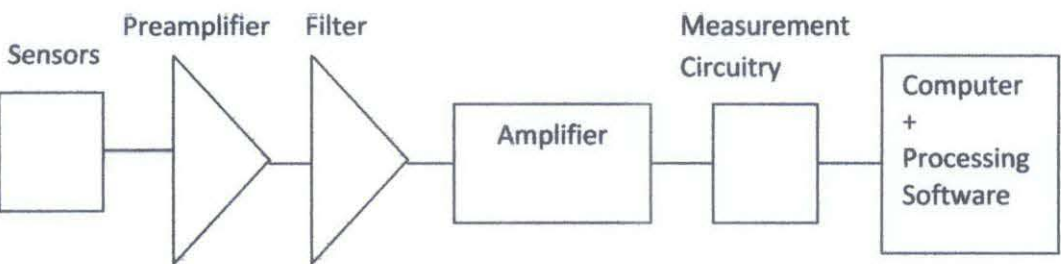 Sensors
Preamplifier
Filter
Amplifier
Measurement
Circuitry
Computer
+
Processing
Software